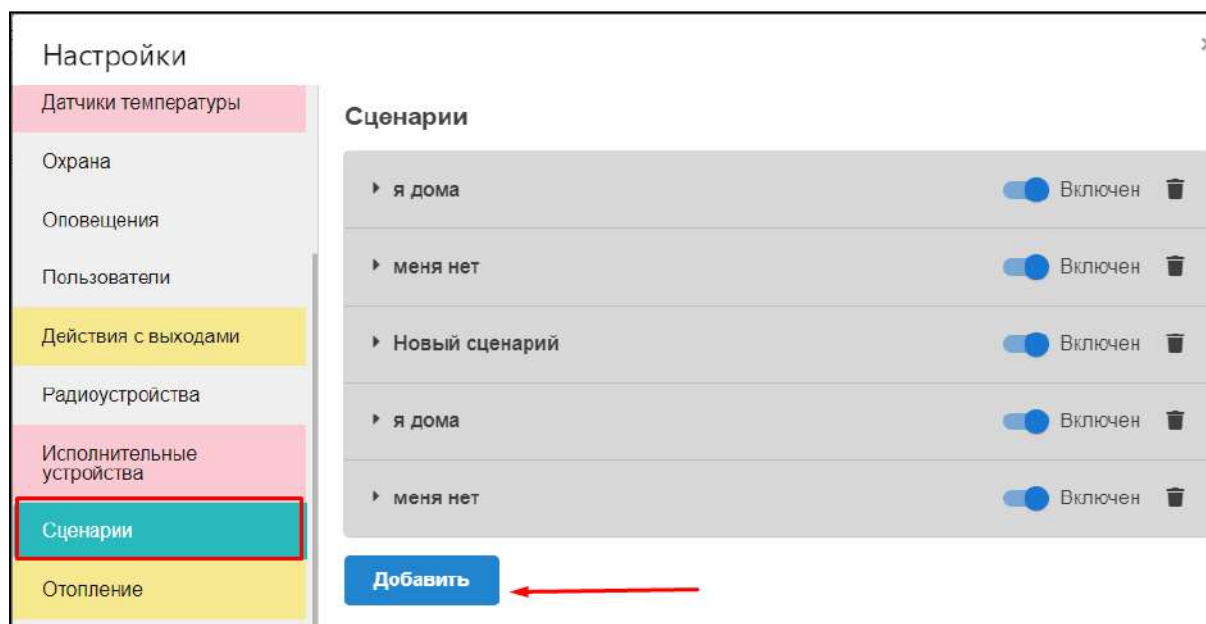 Настройки
Датчики температуры
Охрана
Оповещения
Пользователи
Действия с выходами
Радиоустройства
Исполнительные
устройства
Сценарии
Отопление
Сценарии
я дома Включен
меня нет Включен
Новый сценарий Включен
я дома Включен
меня нет Включен
Добавить